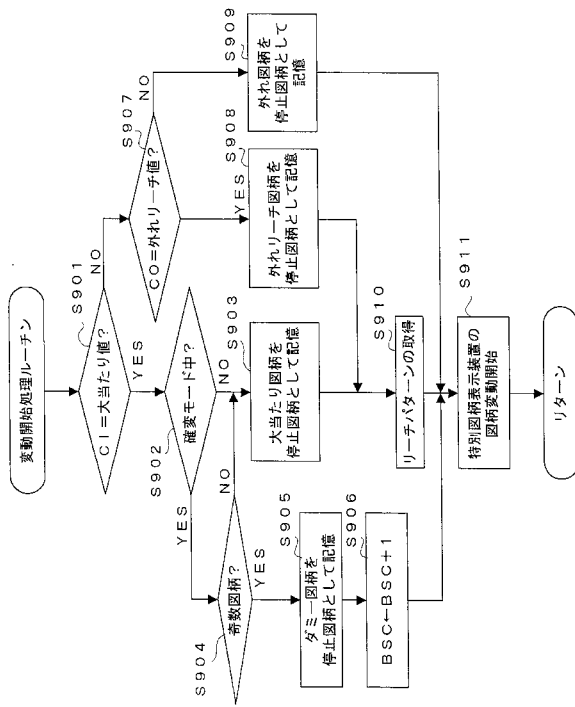 変動開始処理ルーチン
S901
CI=大当たり値?
NO
YES
S902
確変モード中?
YES
NO
S904
奇数図柄?
NO
YES
S905
ダミー図柄を
停止図柄として記憶
S906
BSC←BSC+1
S903
大当たり図柄を
停止図柄として記憶
S907
CO=外れリーチ値?
NO
YES
S908
外れリーチ図柄を
停止図柄として記憶
S909
外れ図柄を
停止図柄として
記憶
S910
リーチパターンの取得
S911
特別図柄表示装置の
図柄変動開始
リターン